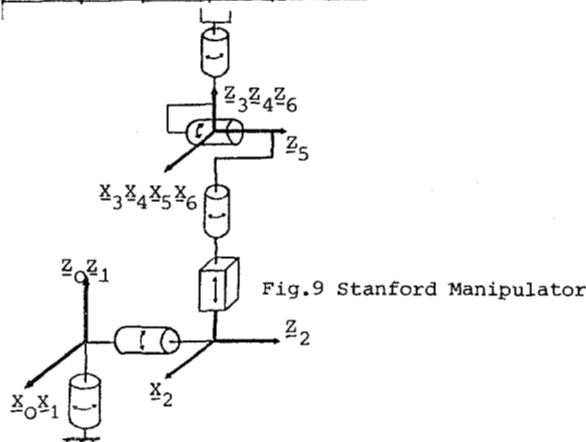 Z3Z4Z6
Z5
X3X4X5X6
Z0Z1
Fig.9 Stanford Manipulator
Z2
X2
X0X1